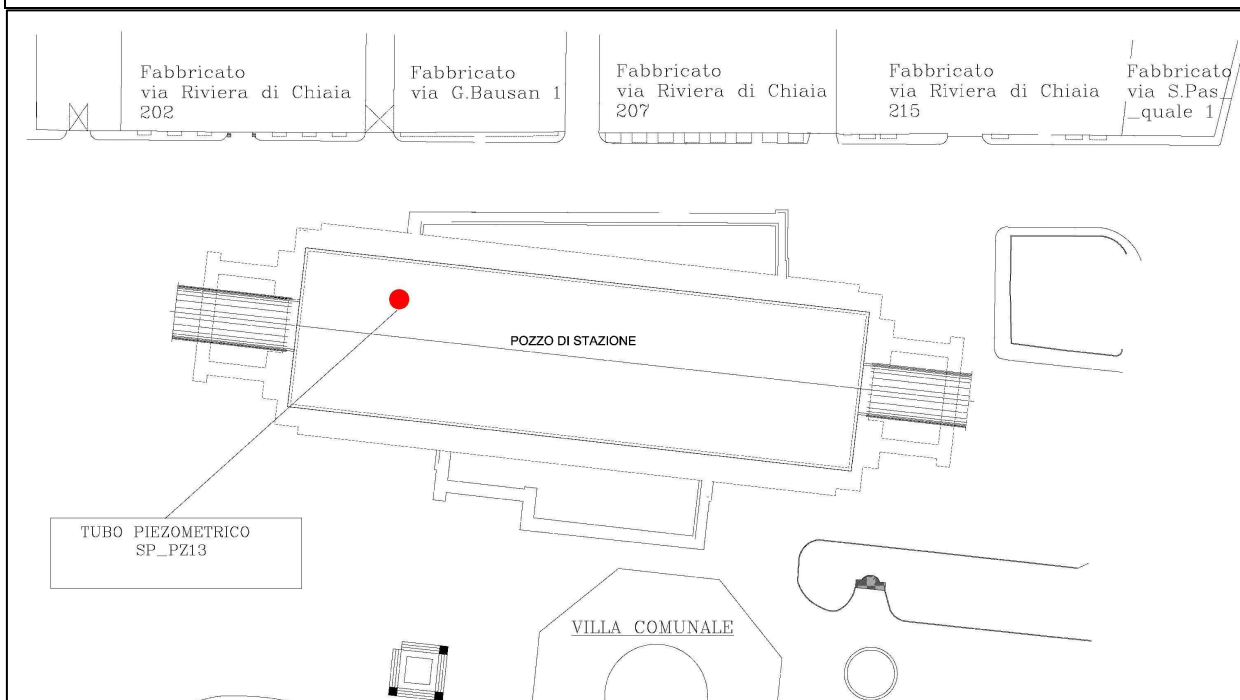 Fabbricato
via Riviera di Chiaia
202
Fabbricato
via G.Bausan 1
Fabbricato
via Riviera di Chiaia
207
Fabbricato
via Riviera di Chiaia
215
Fabbricato
via S.Pas_
_quale 1
POZZO DI STAZIONE
TUBO PIEZOMETRICO
SP_PZ13
VILLA COMUNALE